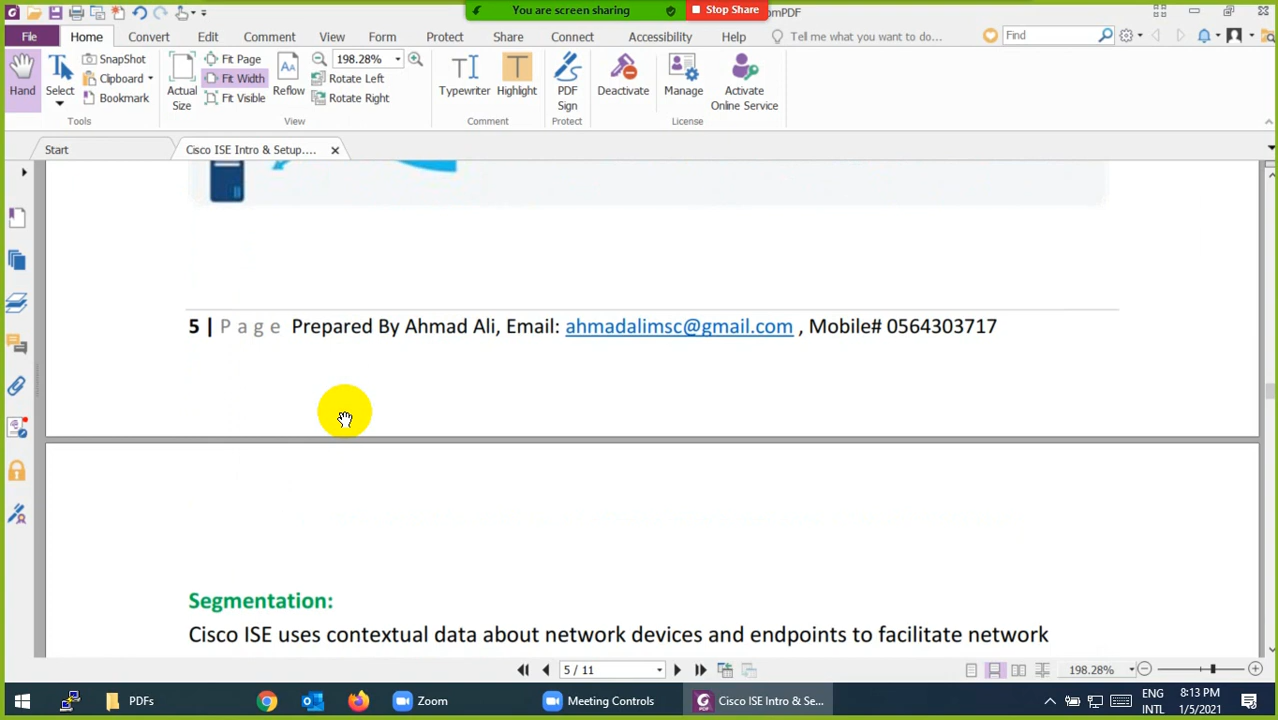 You are screen sharing
Stop Share
omPDF
File
Home
Convert
Edit
Comment
View
Form
Protect
Share
Connect
Accessibility
Help
Tell me what you want to do...
Find
Hand
Select
SnapShot
Clipboard
Bookmark
Tools
Actual Size
Fit Page
Fit Width
Fit Visible
Reflow
198.28%
Rotate Left
Rotate Right
View
Typewriter
Highlight
Comment
PDF Sign
Protect
Deactivate
Manage
Activate Online Service
License
Start
Cisco ISE Intro & Setup....
5 | P a g e Prepared By Ahmad Ali, Email: ahmadalimsc@gmail.com , Mobile# 0564303717
Segmentation:
Cisco ISE uses contextual data about network devices and endpoints to facilitate network
5 / 11
198.28%
PDFs
Zoom
Meeting Controls
Cisco ISE Intro & Se...
ENG
INTL
8:13 PM
1/5/2021